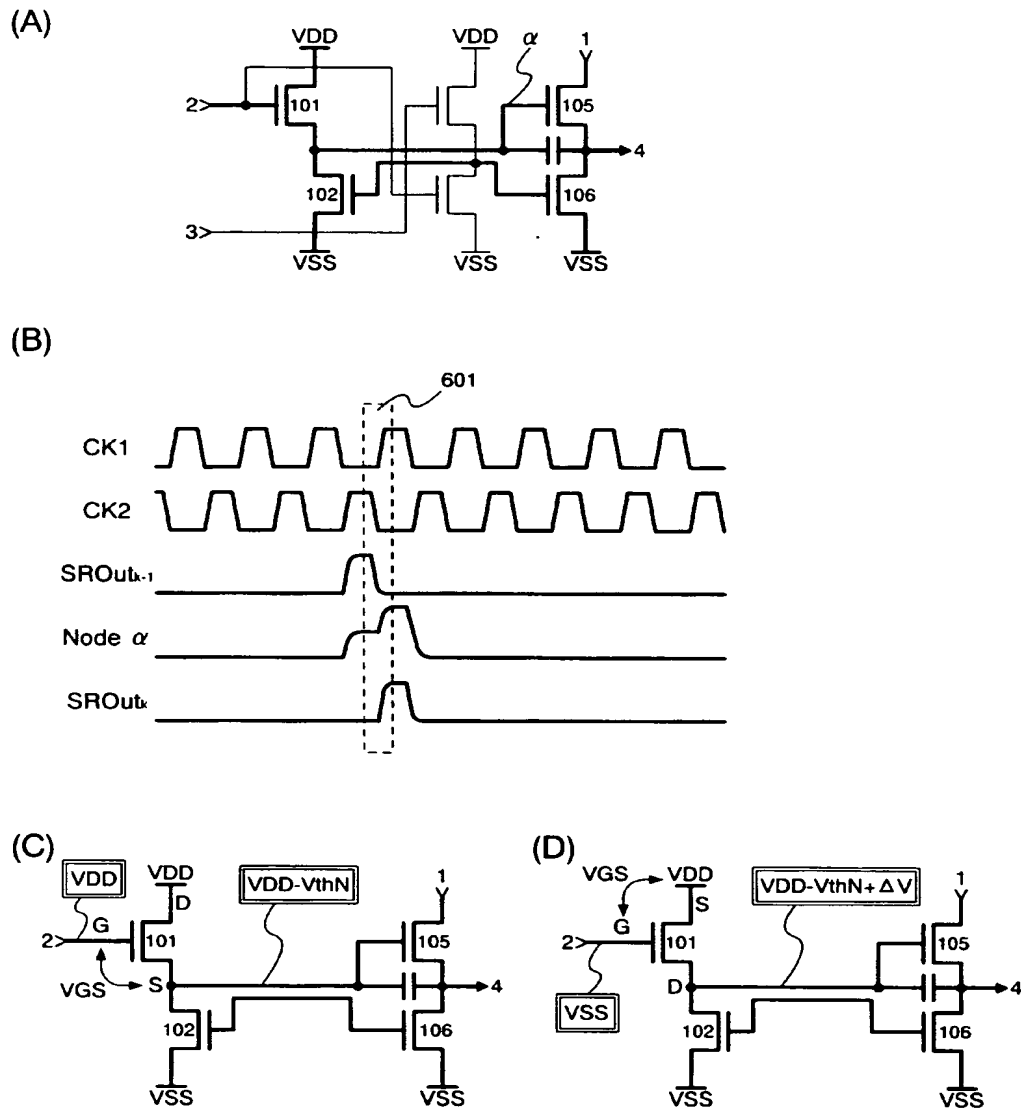 (A)
VDD VDD α 1
2 101 105
4
102 106
3
VSS VSS VSS
(B)
601
CK1
CK2
SROutk-1
Node α
SROutk
(C)
VDD VDD VDD-VthN 1
D
G
2 101 105
VGS S 4
102 106
VSS VSS
(D)
VGS VDD VDD-VthN+ΔV 1
S
G
2 101 105
D 4
VSS 102 106
VSS VSS